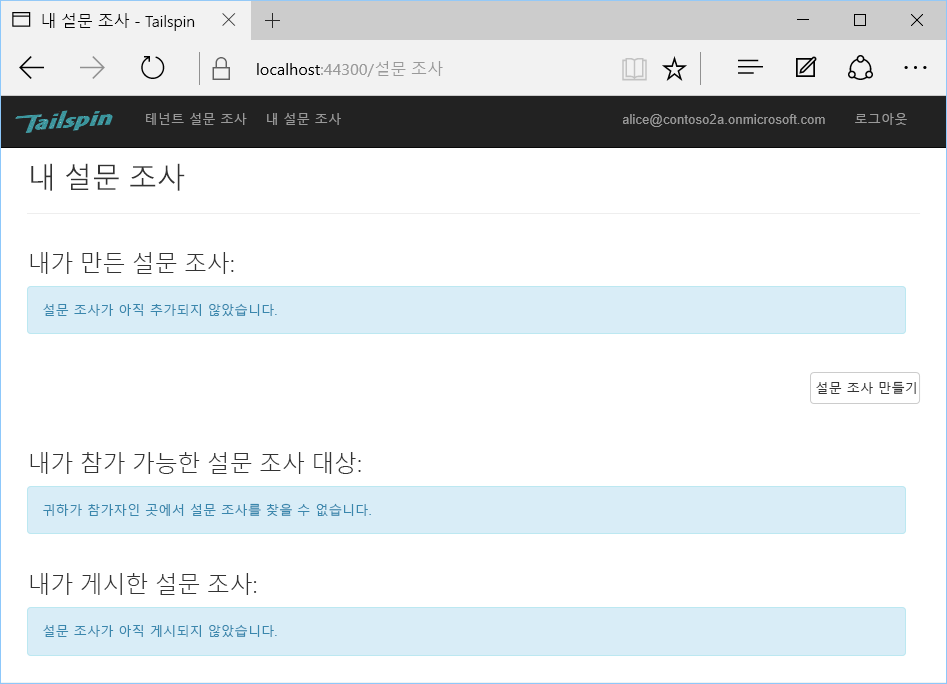 내 설문 조사 - Tailspin
localhost:44300/설문 조사
Tailspin 테넌트 설문 조사 내 설문 조사 alice@contoso2a.onmicrosoft.com 로그아웃
내 설문 조사
내가 만든 설문 조사:
설문 조사가 아직 추가되지 않았습니다.
설문 조사 만들기
내가 참가 가능한 설문 조사 대상:
귀하가 참가자인 곳에서 설문 조사를 찾을 수 없습니다.
내가 게시한 설문 조사:
설문 조사가 아직 게시되지 않았습니다.